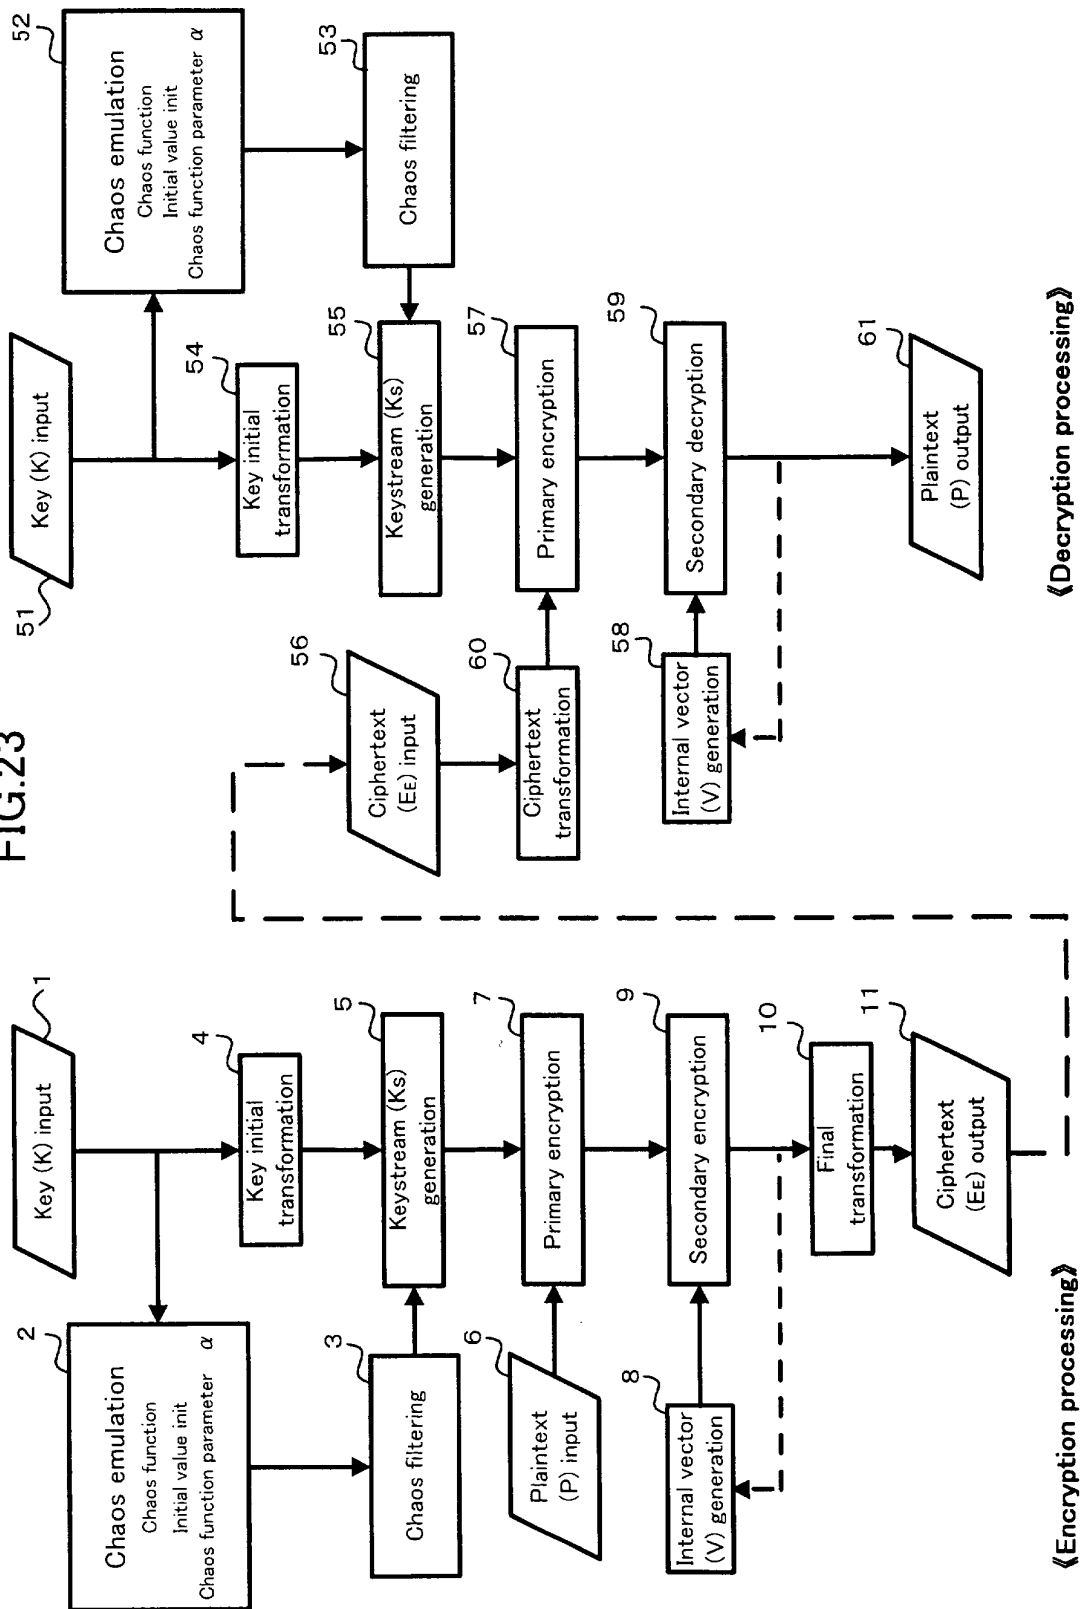 FIG.23
1
Key (K) input
2
Chaos emulation
Chaos function
Initial value init
Chaos function parameter α
3
Chaos filtering
4
Key initial
transformation
5
Keystream (Ks)
generation
6
Plaintext
(P) input
7
Primary encryption
8
Internal vector
(V) generation
9
Secondary encryption
10
Final
transformation
11
Ciphertext
(EE) output
《Encryption processing》
51
Key (K) input
52
Chaos emulation
Chaos function
Initial value init
Chaos function parameter α
53
Chaos filtering
54
Key initial
transformation
55
Keystream (Ks)
generation
56
Ciphertext
(EE) input
60
Ciphertext
transformation
57
Primary encryption
58
Internal vector
(V) generation
59
Secondary decryption
61
Plaintext
(P) output
《Decryption processing》